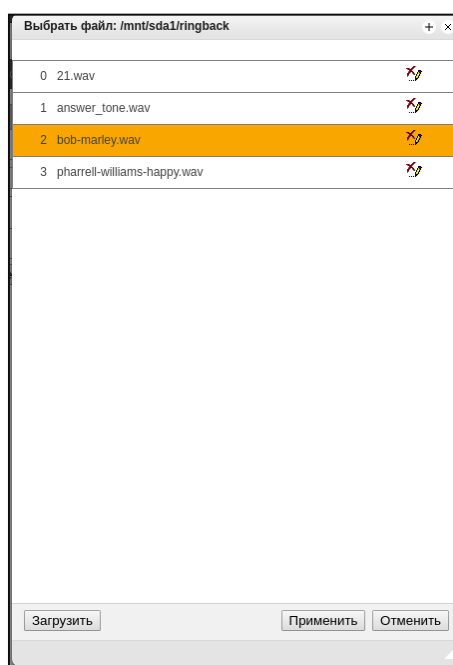 Выбрать файл: /mnt/sda1/ringback
0 21.wav
1 answer_tone.wav
2 bob-marley.wav
3 pharrell-williams-happy.wav
Загрузить Применить Отменить